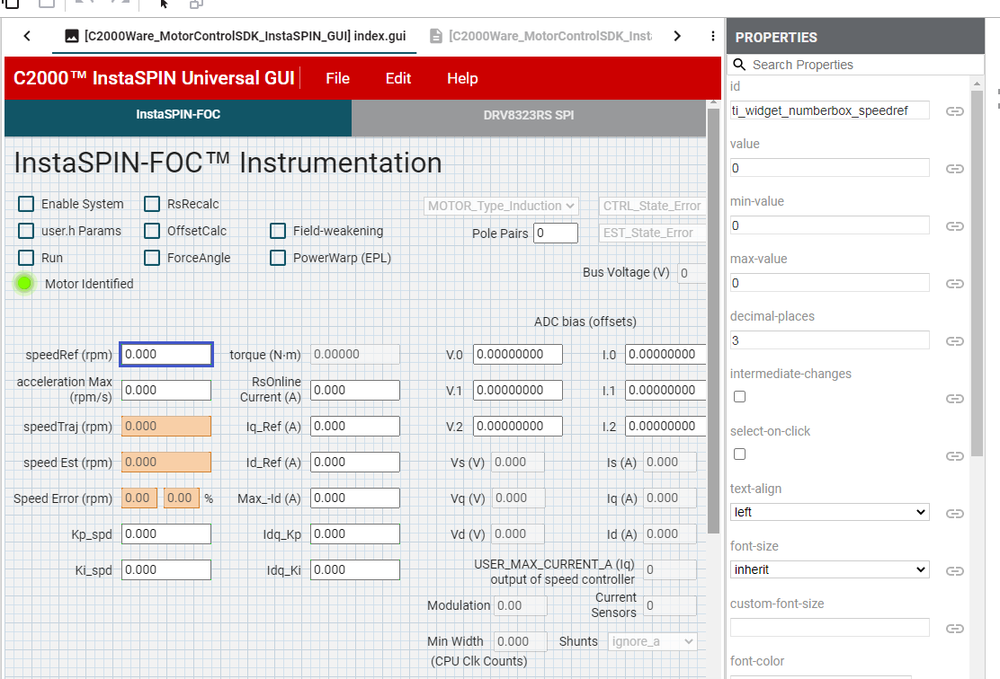 [C2000Ware_MotorControlSDK_InstaSPIN_GUI] index.gui
[C2000Ware_MotorControlSDK_Insta
C2000™ InstaSPIN Universal GUI
File
Edit
Help
InstaSPIN-FOC
DRV8323RS SPI
InstaSPIN-FOC™ Instrumentation
Enable System
RsRecalc
MOTOR_Type_Induction
CTRL_State_Error
user.h Params
OffsetCalc
Field-weakening
Pole Pairs
0
EST_State_Error
Run
ForceAngle
PowerWarp (EPL)
Motor Identified
Bus Voltage (V)
0
ADC bias (offsets)
speedRef (rpm)
0.000
torque (N·m)
0.00000
V.0
0.00000000
I.0
0.00000000
acceleration Max
(rpm/s)
0.000
RsOnline
Current (A)
0.000
V.1
0.00000000
I.1
0.00000000
speedTraj (rpm)
0.000
Iq_Ref (A)
0.000
V.2
0.00000000
I.2
0.00000000
speed Est (rpm)
0.000
Id_Ref (A)
0.000
Vs (V)
0.000
Is (A)
0.000
Speed Error (rpm)
0.00
0.00
%
Max_-Id (A)
0.000
Vq (V)
0.000
Iq (A)
0.000
Kp_spd
0.000
Idq_Kp
0.000
Vd (V)
0.000
Id (A)
0.000
Ki_spd
0.000
Idq_Ki
0.000
USER_MAX_CURRENT_A (Iq)
output of speed controller
0
Modulation
0.00
Current
Sensors
0
Min Width
(CPU Clk Counts)
0.000
Shunts
ignore_a
PROPERTIES
Search Properties
id
ti_widget_numberbox_speedref
value
0
min-value
0
max-value
0
decimal-places
3
intermediate-changes
select-on-click
text-align
left
font-size
inherit
custom-font-size
font-color